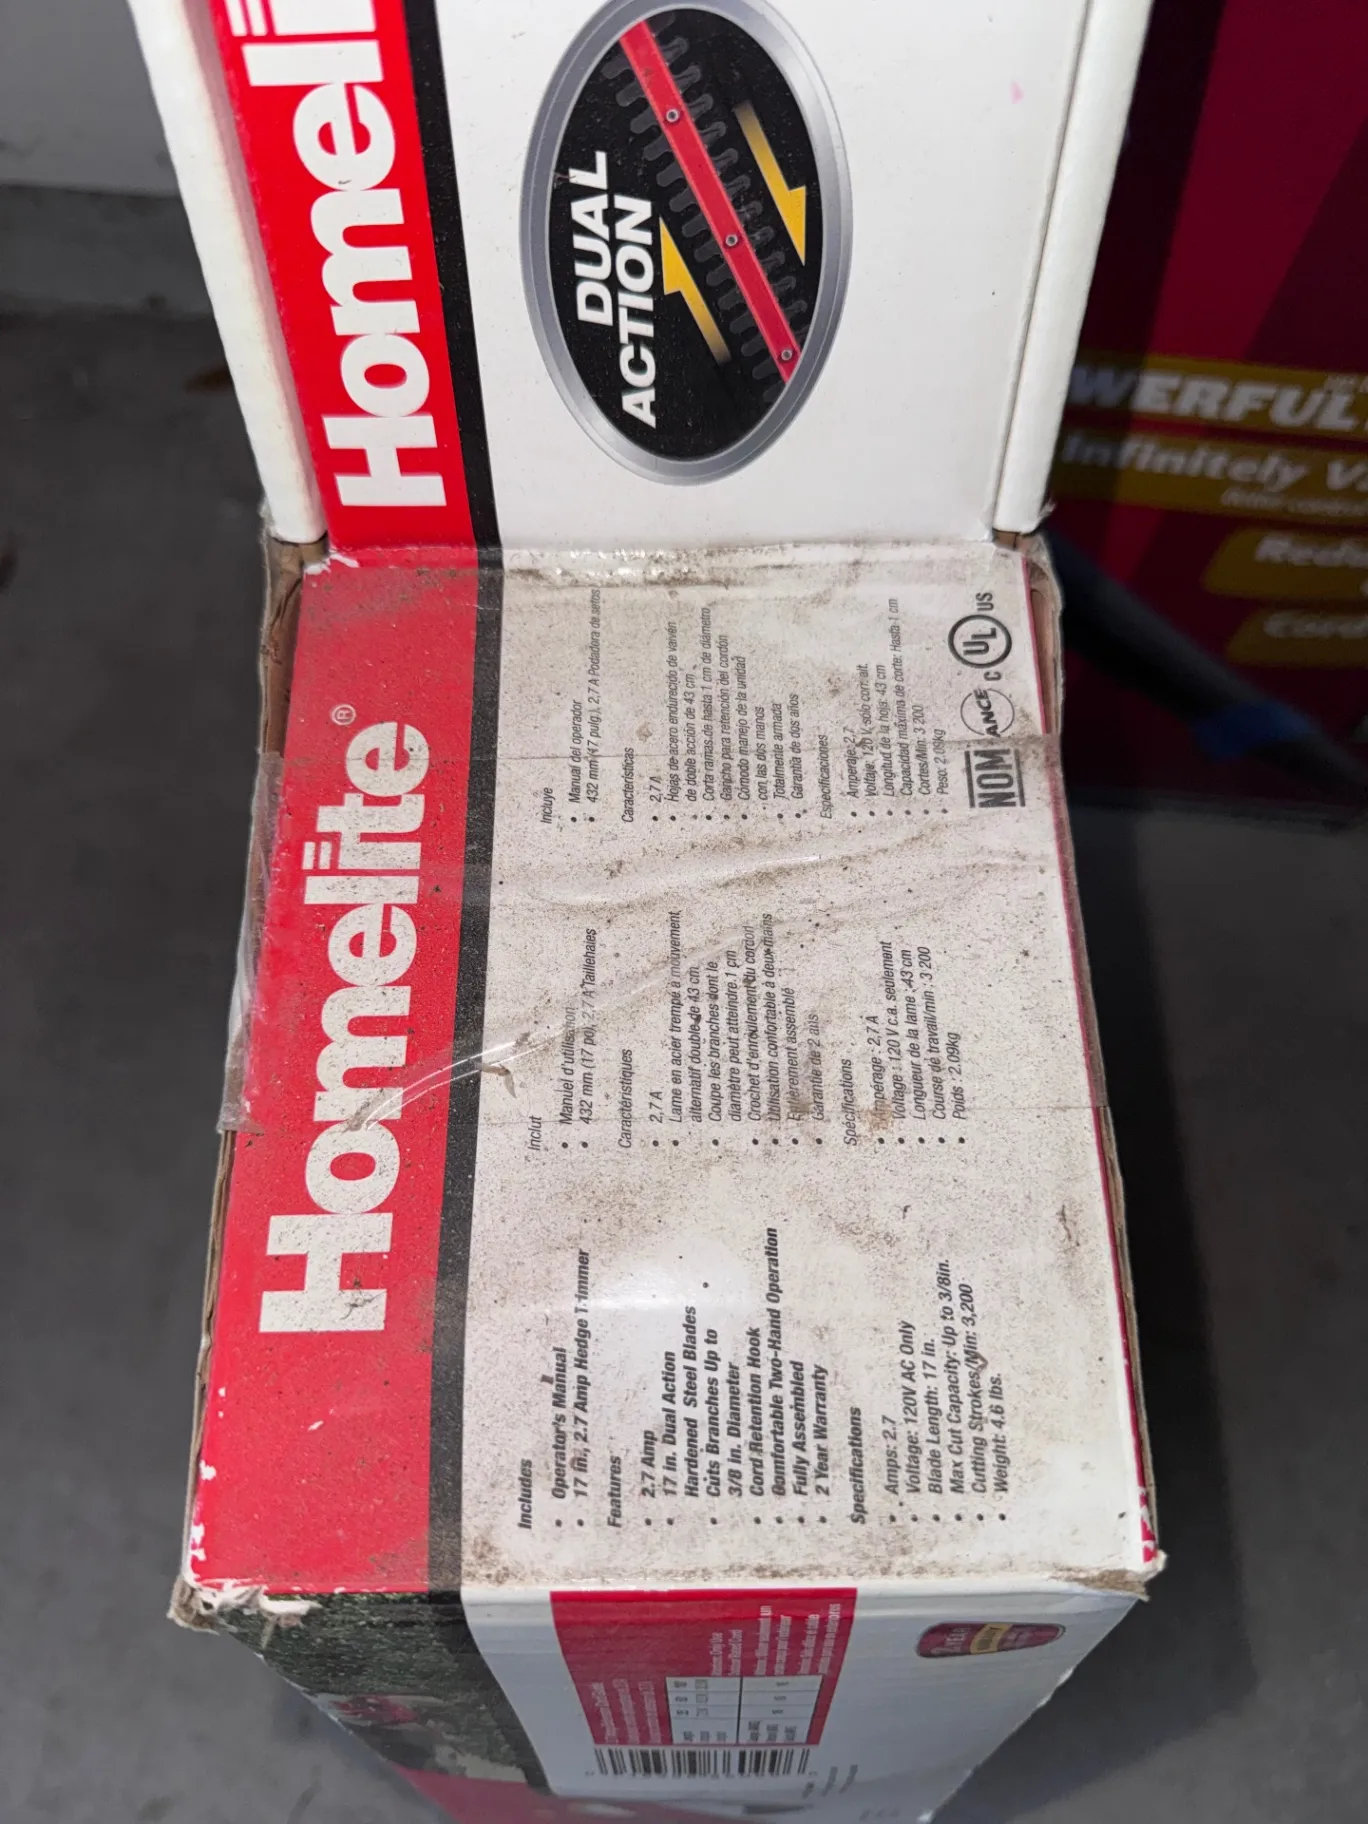 Homeli
DUAL
ACTION
Homelite®
Includes
• Operator's Manual
• 17 in., 2.7 Amp Hedge Trimmer
Features
• 2.7 Amp
• 17 in. Dual Action
Hardened Steel Blades
• Cuts Branches Up to
3/8 in. Diameter
• Cord Retention Hook
• Comfortable Two-Hand Operation
• Fully Assembled
• 2 Year Warranty
Specifications
• Amps: 2.7
• Voltage: 120V AC Only
• Blade Length: 17 in.
• Max Cut Capacity: Up to 3/8in.
• Cutting Strokes/Min: 3,200
• Weight: 4.6 lbs.
Inclut
• Manuel d'utilisation
• 432 mm (17 po), 2,7 A Taillehaies
Caractéristiques
• 2,7 A
• Lame en acier trempé à mouvement
alternatif double de 43 cm
• Coupe les branches dont le
diamètre peut atteindre 1 cm
• Crochet d'enroulement du cordon
• Utilisation confortable à deux mains
• Entièrement assemblé
• Garantie de 2 ans
Spécifications
• Ampérage : 2,7 A
• Voltage : 120 V c.a. seulement
• Longueur de la lame : 43 cm
• Course de travail/min : 3 200
• Poids : 2.09kg
Incluye
• Manual del operador
• 432 mm (17 pulg.), 2,7 A Podadora de setos
Características
• 2,7 A
• Hojas de acero endurecido de vaivén
de doble acción de 43 cm
• Corta ramas de hasta 1 cm de diámetro
• Gancho para retención del cordón
• Cómodo manejo de la unidad
con las dos manos
• Totalmente armada
• Garantía de dos años
Especificaciones
• Amperaje: 2,7
• Voltaje: 120 V, sólo corr. alt.
• Longitud de la hoja: 43 cm
• Capacidad máxima de corte: Hasta 1 cm
• Cortes/Min: 3 200
• Peso: 2.09kg
NOM ANCE C UL US
WERFUL
Infinitely V